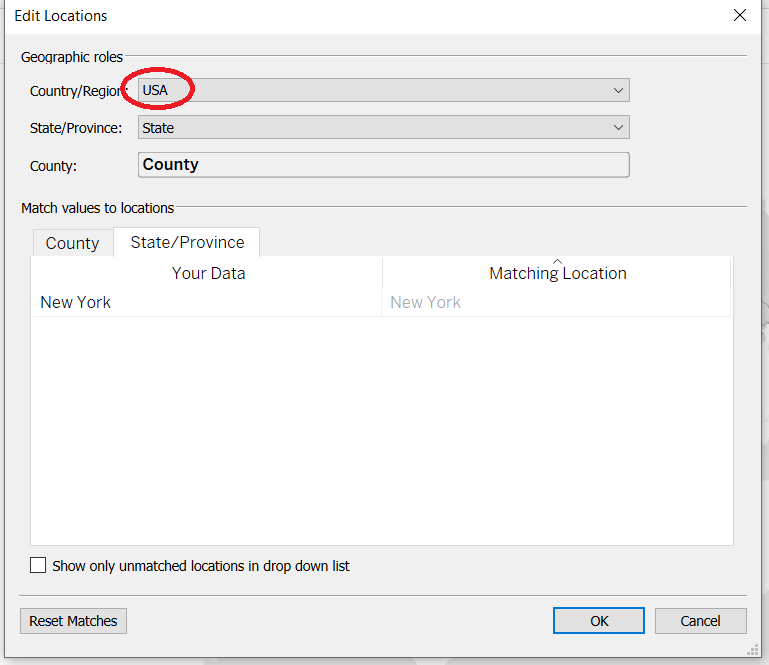 Edit Locations
Geographic roles
Country/Region: USA
State/Province: State
County: County
Match values to locations
County State/Province
Your Data Matching Location
New York New York
Show only unmatched locations in drop down list
Reset Matches OK Cancel